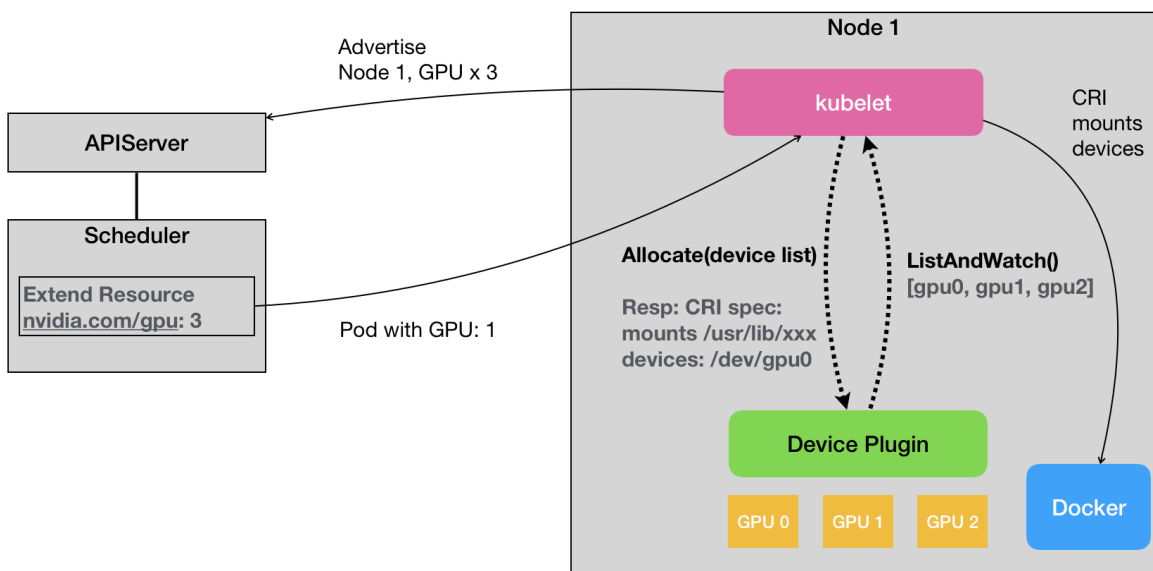 Node 1
Advertise
Node 1, GPU x 3
kubelet
CRI
mounts
devices
APIServer
Scheduler
Extend Resource
nvidia.com/gpu: 3
Pod with GPU: 1
Allocate(device list)
Resp: CRI spec:
mounts /usr/lib/xxx
devices: /dev/gpu0
ListAndWatch()
[gpu0, gpu1, gpu2]
Device Plugin
GPU 0
GPU 1
GPU 2
Docker